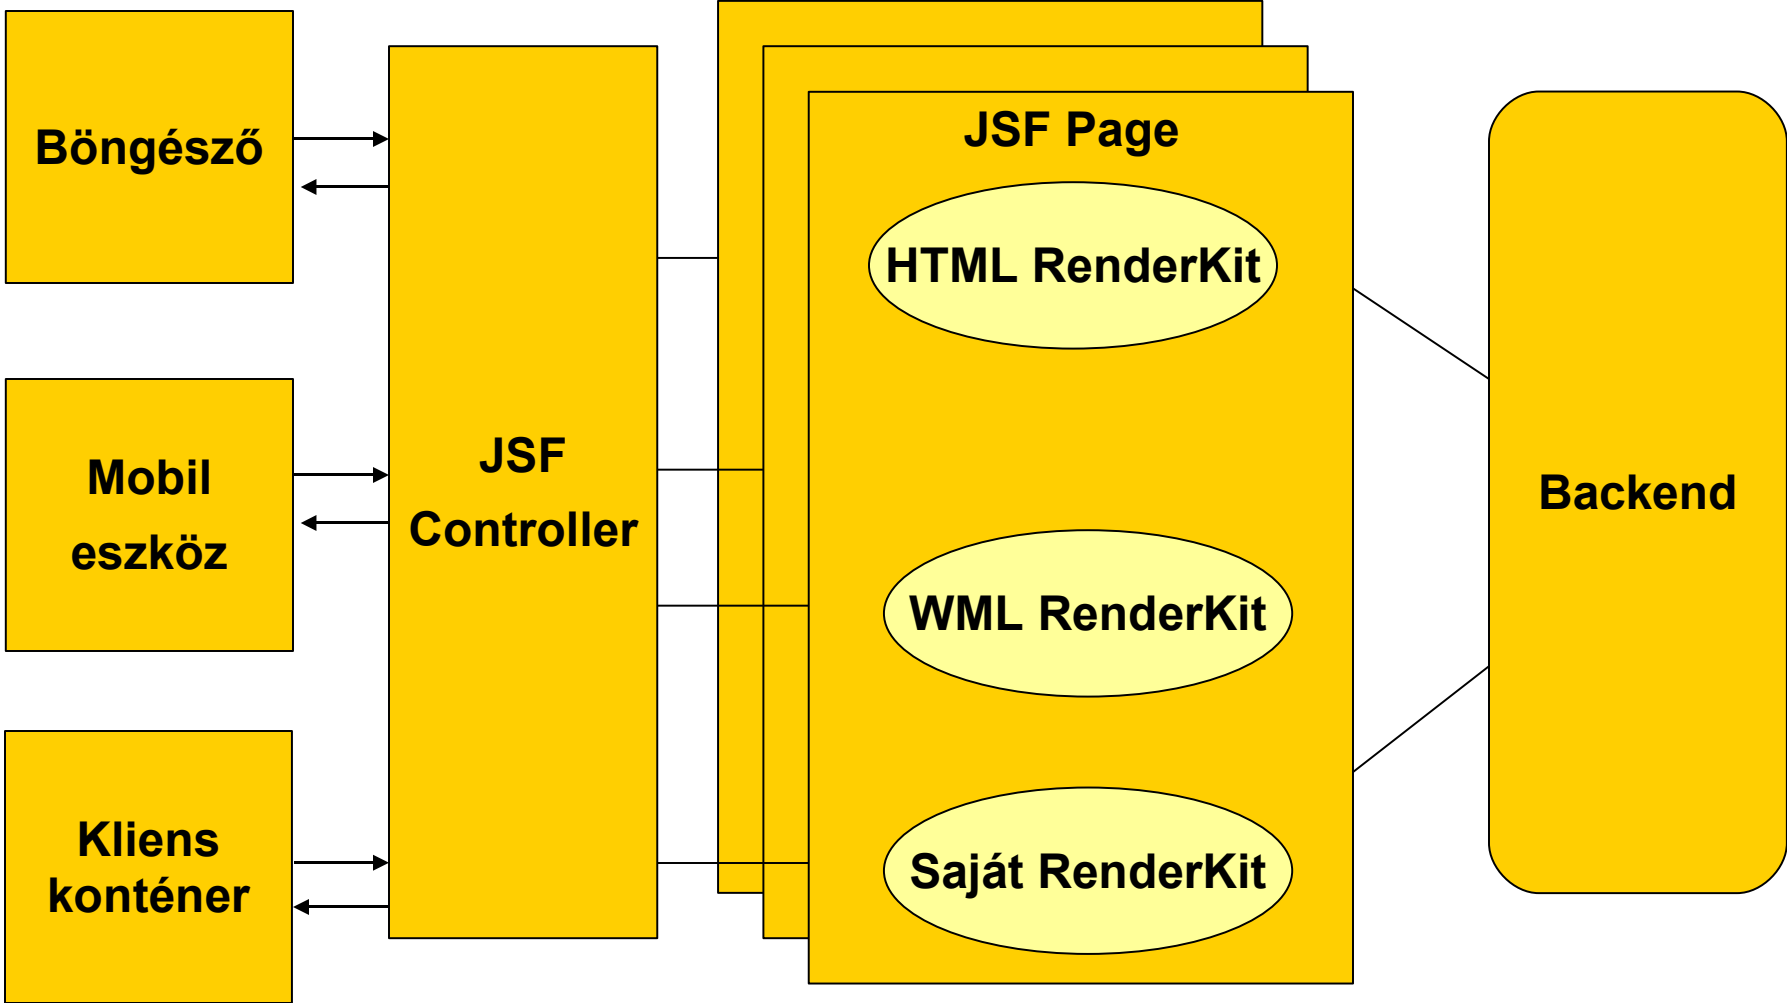 Böngésző
Mobil
eszköz
Kliens
konténer
JSF
Controller
JSF Page
HTML RenderKit
WML RenderKit
Saját RenderKit
Backend